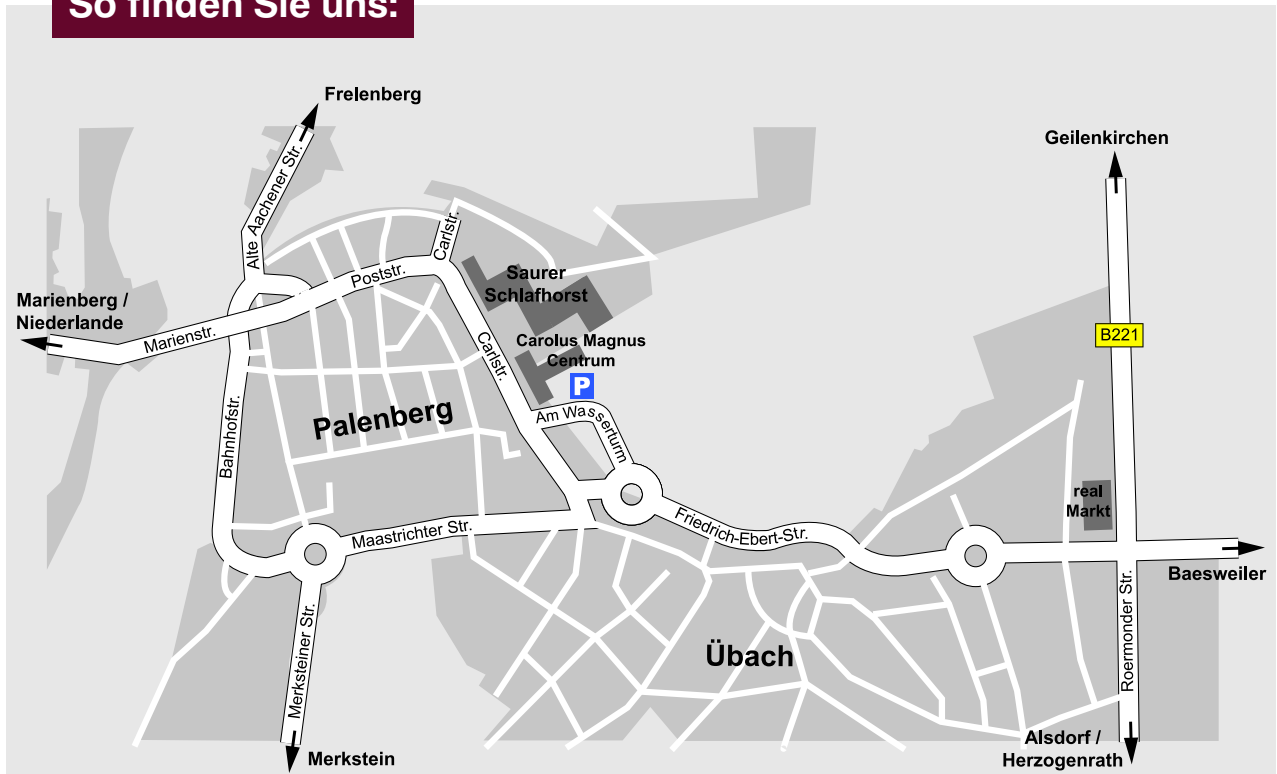 So finden Sie uns:
Frelenberg
Geilenkirchen
Alte Aachener Str.
Carlstr.
Poststr.
Saurer
Schlafhorst
Marienberg /
Niederlande
Marienstr.
B221
Carolus Magnus
Centrum
Carlstr.
P
Palenberg
Am Wasserturm
Bahnhofstr.
real
Markt
Maastrichter Str.
Friedrich-Ebert-Str.
Baesweiler
Merksteiner Str.
Übach
Roermonder Str.
Alsdorf /
Herzogenrath
Merkstein